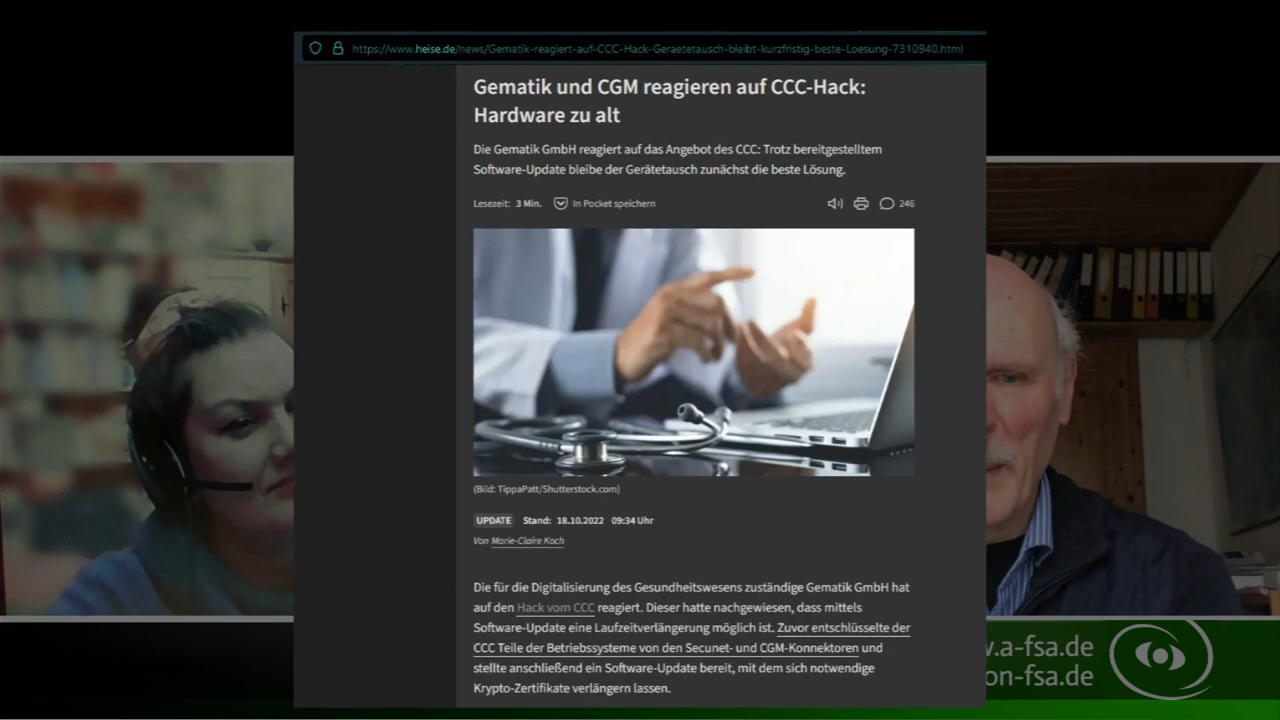 https://www.heise.de/news/Gematik-reagiert-auf-CCC-Hack-Geraetetausch-bleibt-kurzfristig-beste-Loesung-7310940.html
Gematik und CGM reagieren auf CCC-Hack:
Hardware zu alt
Die Gematik GmbH reagiert auf das Angebot des CCC: Trotz bereitgestelltem
Software-Update bleibe der Gerätetausch zunächst die beste Lösung.
Lesezeit: 3 Min. In Pocket speichern 246
(Bild: TippaPatt/Shutterstock.com)
UPDATE Stand: 18.10.2022 09:34 Uhr
Von Marie-Claire Koch
Die für die Digitalisierung des Gesundheitswesens zuständige Gematik GmbH hat
auf den Hack vom CCC reagiert. Dieser hatte nachgewiesen, dass mittels
Software-Update eine Laufzeitverlängerung möglich ist. Zuvor entschlüsselte der
CCC Teile der Betriebssysteme von den Secunet- und CGM-Konnektoren und
stellte anschließend ein Software-Update bereit, mit dem sich notwendige
Krypto-Zertifikate verlängern lassen.
.a-fsa.de
on-fsa.de